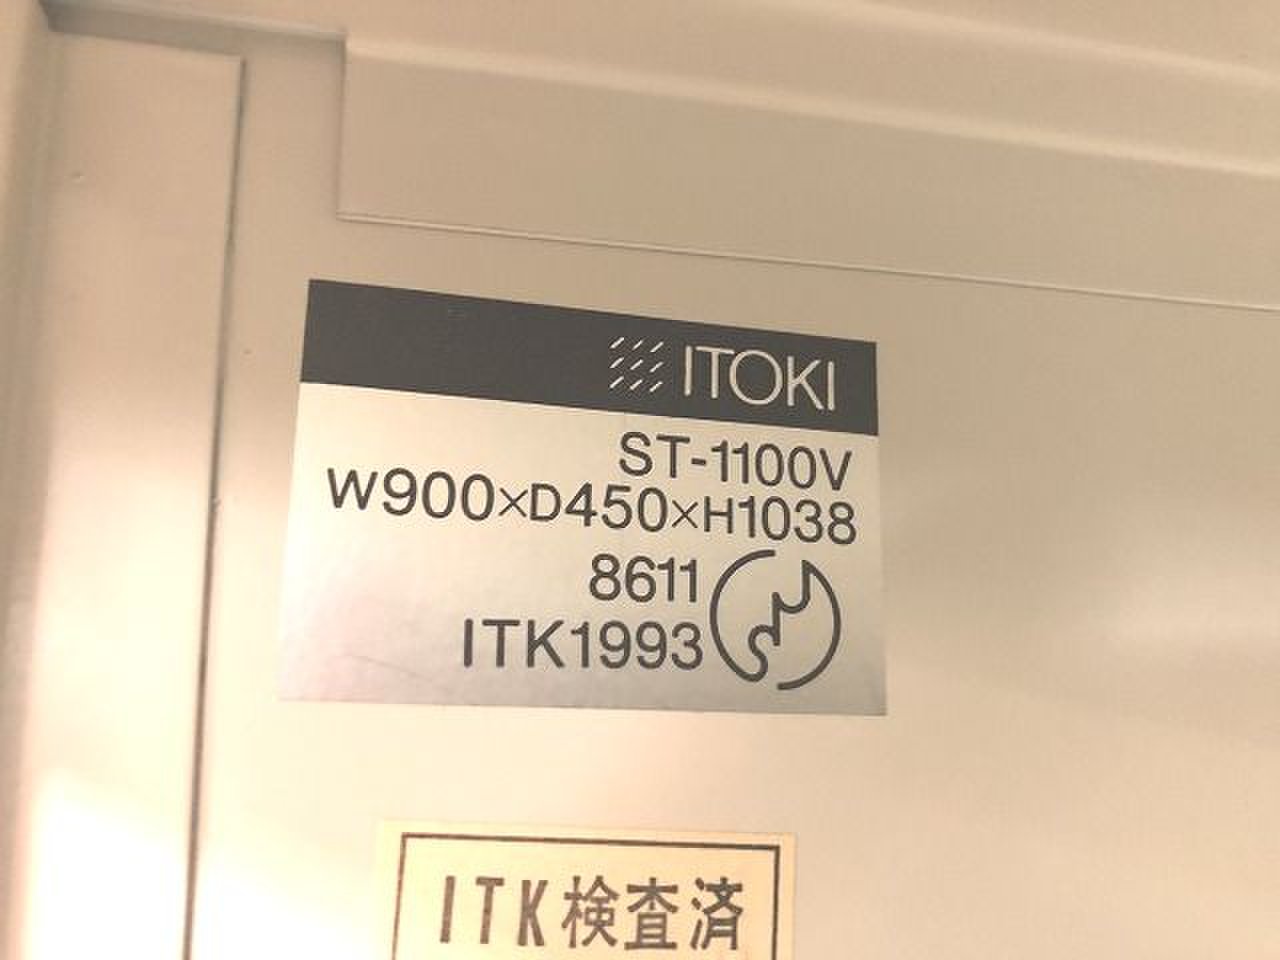 ITOKI
ST-1100V
W900×D450×H1038
8611
ITK1993
ITK検査済